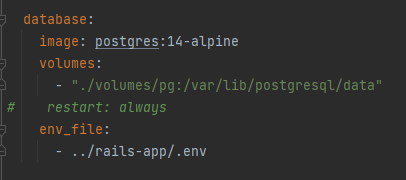 database:
  image: postgres:14-alpine
  volumes:
    - "./volumes/pg:/var/lib/postgresql/data"
#    restart: always
  env_file:
    - ../rails-app/.env